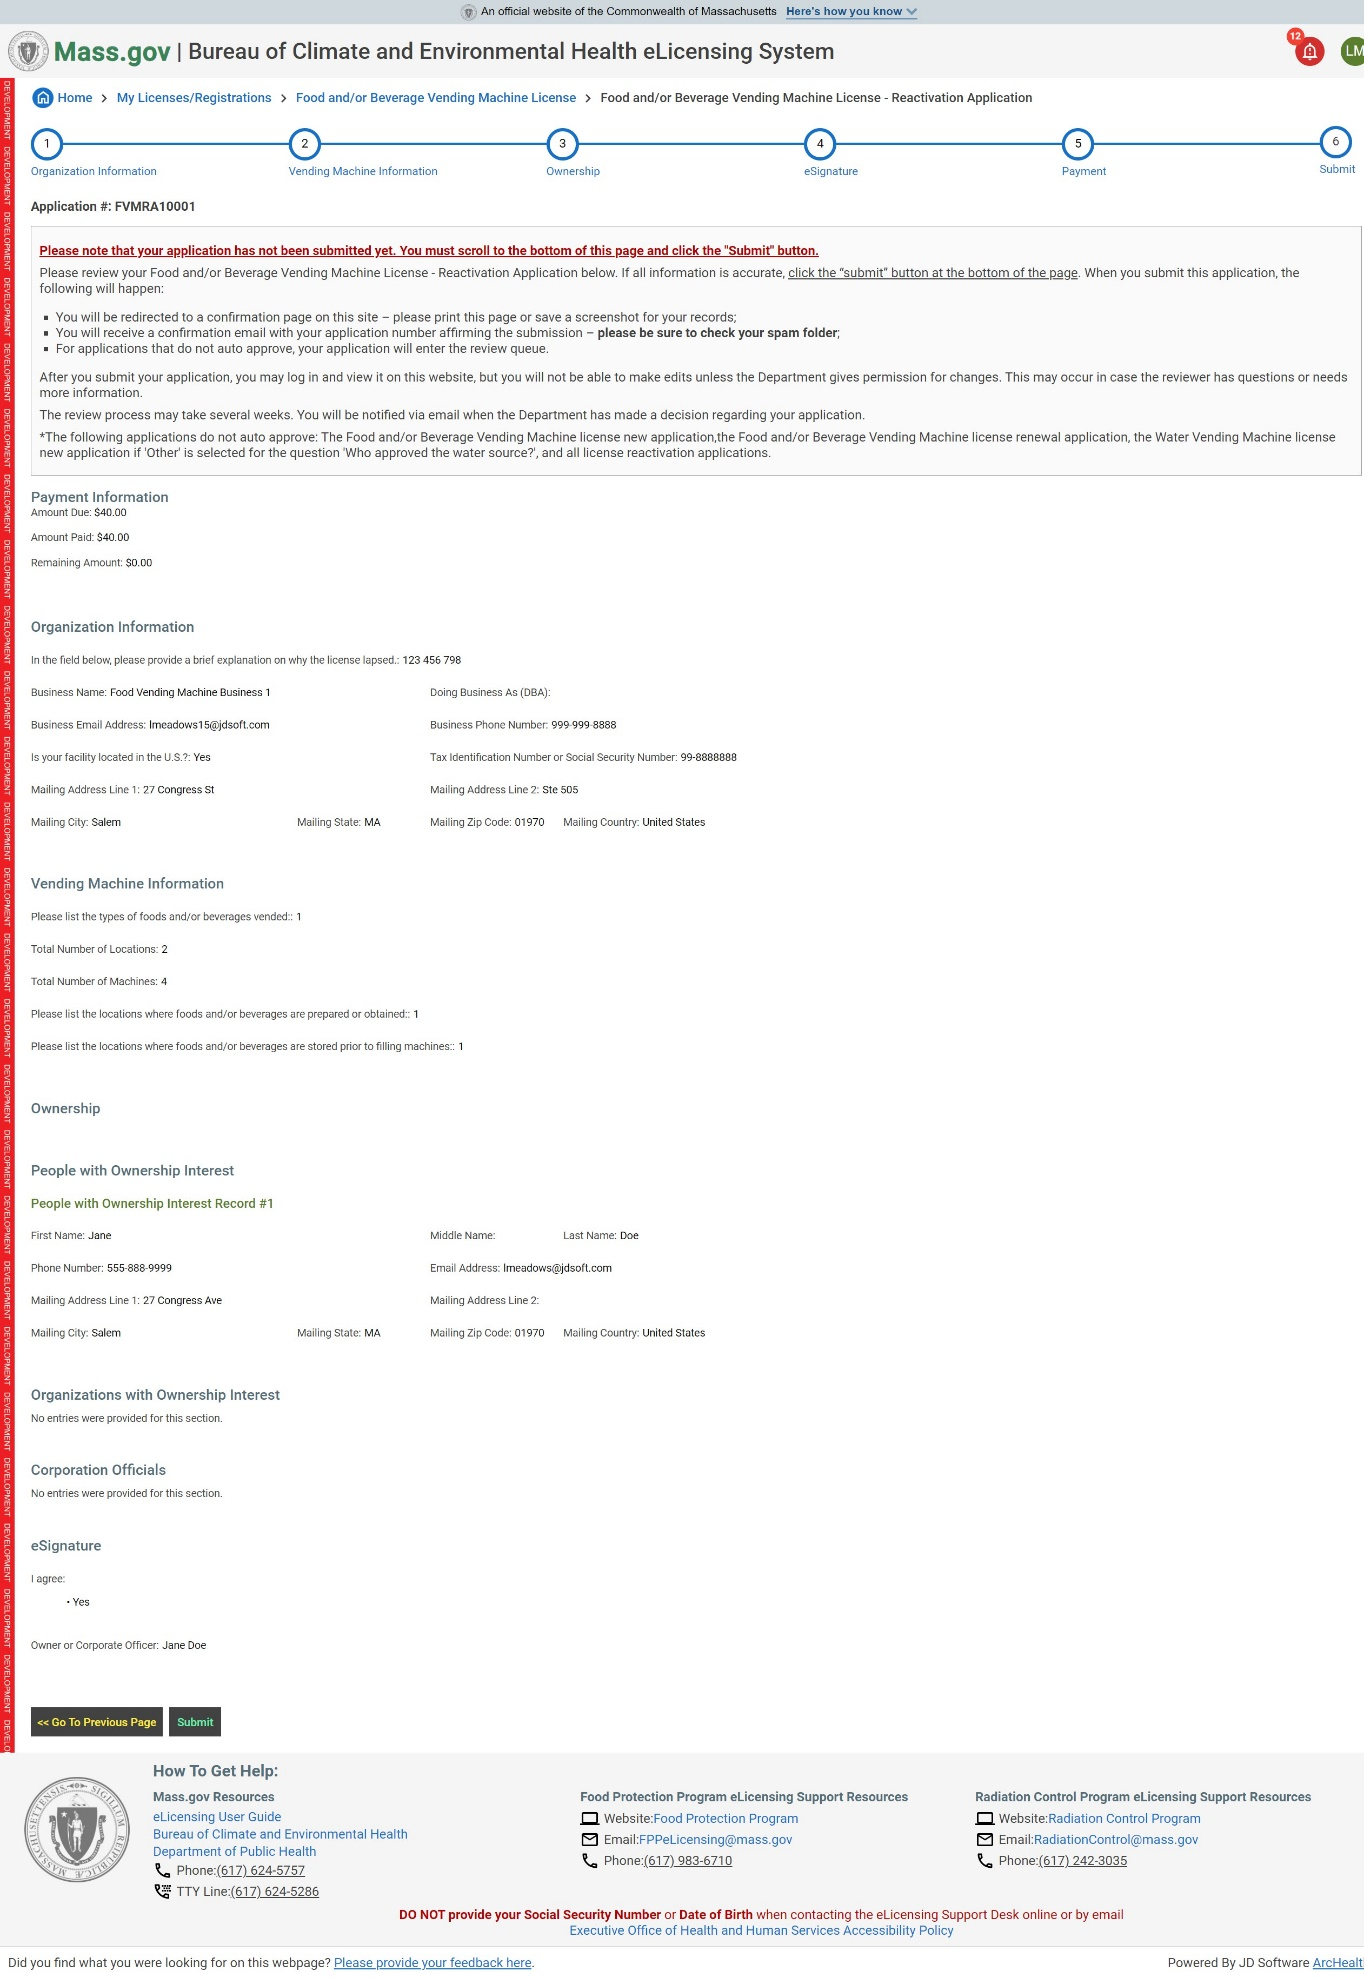 An official website of the Commonwealth of Massachusetts Here's how you know
Mass.gov | Bureau of Climate and Environmental Health eLicensing System
12
LM
Home > My Licenses/Registrations > Food and/or Beverage Vending Machine License > Food and/or Beverage Vending Machine License - Reactivation Application
1 2 3 4 5 6
Organization Information Vending Machine Information Ownership eSignature Payment Submit
Application #: FVMRA10001
Please note that your application has not been submitted yet. You must scroll to the bottom of this page and click the "Submit" button.
Please review your Food and/or Beverage Vending Machine License - Reactivation Application below. If all information is accurate, click the “submit” button at the bottom of the page. When you submit this application, the
following will happen:
▪ You will be redirected to a confirmation page on this site – please print this page or save a screenshot for your records;
▪ You will receive a confirmation email with your application number affirming the submission – please be sure to check your spam folder;
▪ For applications that do not auto approve, your application will enter the review queue.
After you submit your application, you may log in and view it on this website, but you will not be able to make edits unless the Department gives permission for changes. This may occur in case the reviewer has questions or needs
more information.
The review process may take several weeks. You will be notified via email when the Department has made a decision regarding your application.
*The following applications do not auto approve: The Food and/or Beverage Vending Machine license new application,the Food and/or Beverage Vending Machine license renewal application, the Water Vending Machine license
new application if 'Other' is selected for the question 'Who approved the water source?', and all license reactivation applications.
Payment Information
Amount Due: $40.00
Amount Paid: $40.00
Remaining Amount: $0.00
Organization Information
In the field below, please provide a brief explanation on why the license lapsed.: 123 456 798
Business Name: Food Vending Machine Business 1 Doing Business As (DBA):
Business Email Address: lmeadows15@jdsoft.com Business Phone Number: 999-999-8888
Is your facility located in the U.S.?: Yes Tax Identification Number or Social Security Number: 99-8888888
Mailing Address Line 1: 27 Congress St Mailing Address Line 2: Ste 505
Mailing City: Salem Mailing State: MA Mailing Zip Code: 01970 Mailing Country: United States
Vending Machine Information
Please list the types of foods and/or beverages vended:: 1
Total Number of Locations: 2
Total Number of Machines: 4
Please list the locations where foods and/or beverages are prepared or obtained:: 1
Please list the locations where foods and/or beverages are stored prior to filling machines:: 1
Ownership
People with Ownership Interest
People with Ownership Interest Record #1
First Name: Jane Middle Name: Last Name: Doe
Phone Number: 555-888-9999 Email Address: lmeadows@jdsoft.com
Mailing Address Line 1: 27 Congress Ave Mailing Address Line 2:
Mailing City: Salem Mailing State: MA Mailing Zip Code: 01970 Mailing Country: United States
Organizations with Ownership Interest
No entries were provided for this section.
Corporation Officials
No entries were provided for this section.
eSignature
I agree:
• Yes
Owner or Corporate Officer: Jane Doe
<< Go To Previous Page Submit
How To Get Help:
Mass.gov Resources
eLicensing User Guide
Bureau of Climate and Environmental Health
Department of Public Health
Phone:(617) 624-5757
TTY Line:(617) 624-5286
Food Protection Program eLicensing Support Resources
Website:Food Protection Program
Email:FPPeLicensing@mass.gov
Phone:(617) 983-6710
Radiation Control Program eLicensing Support Resources
Website:Radiation Control Program
Email:RadiationControl@mass.gov
Phone:(617) 242-3035
DO NOT provide your Social Security Number or Date of Birth when contacting the eLicensing Support Desk online or by email
Executive Office of Health and Human Services Accessibility Policy
Did you find what you were looking for on this webpage? Please provide your feedback here. Powered By JD Software ArcHealt